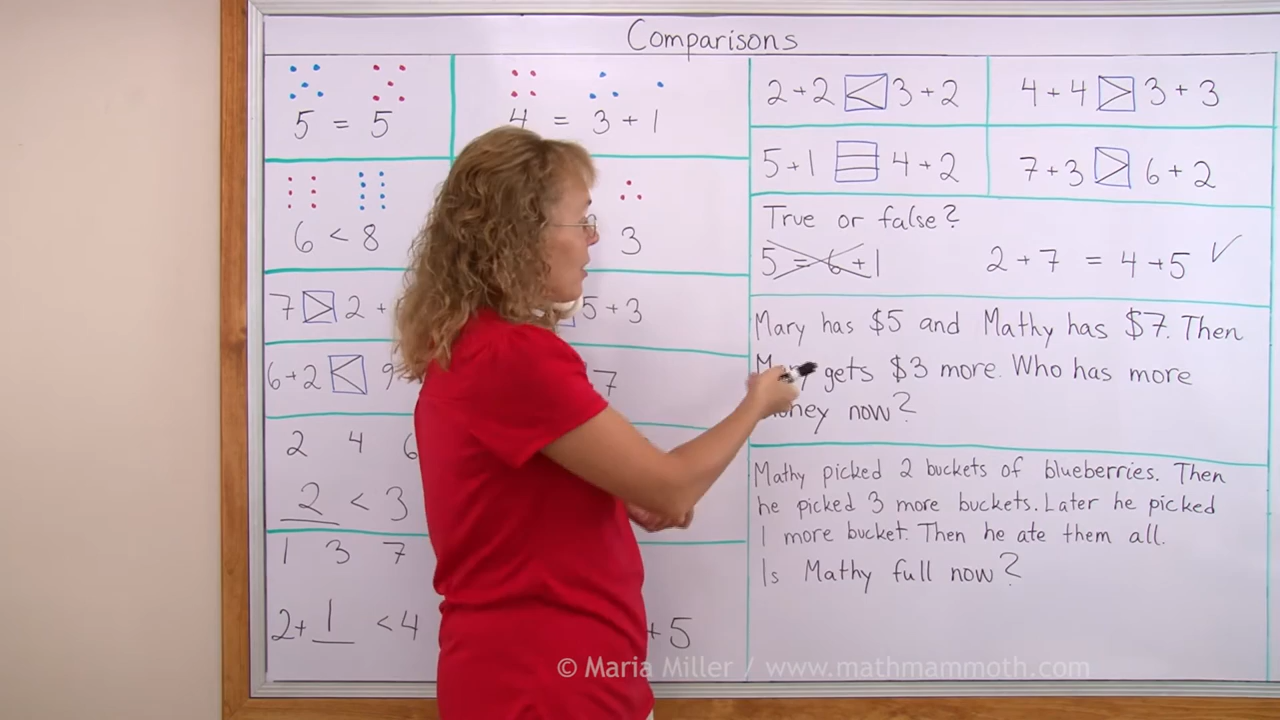 Comparisons
5 = 5
4 = 3 + 1
6 < 8
3
7 > 2 +
5 + 3
6 + 2 < 9
7
2 4 6
2 < 3
1 3 7
2 + 1 < 4
+ 5
2 + 2 < 3 + 2
4 + 4 > 3 + 3
5 + 1 = 4 + 2
7 + 3 > 6 + 2
True or false?
5 = 6 + 1
2 + 7 = 4 + 5 ✓
Mary has $5 and Mathy has $7. Then
Mary gets $3 more. Who has more
money now?
Mathy picked 2 buckets of blueberries. Then
he picked 3 more buckets. Later he picked
1 more bucket. Then he ate them all.
Is Mathy full now?
© Maria Miller / www.mathmammoth.com